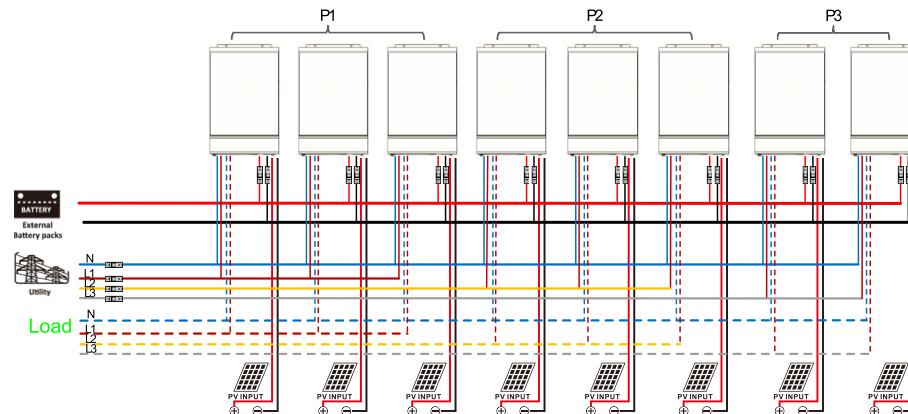 P1 P2 P3
BATTERY
External
Battery packs
N
L1
L2
L3
Utility
N
Load
L1
L2
L3
PV INPUT PV INPUT PV INPUT PV INPUT PV INPUT PV INPUT PV INPUT PV INPUT